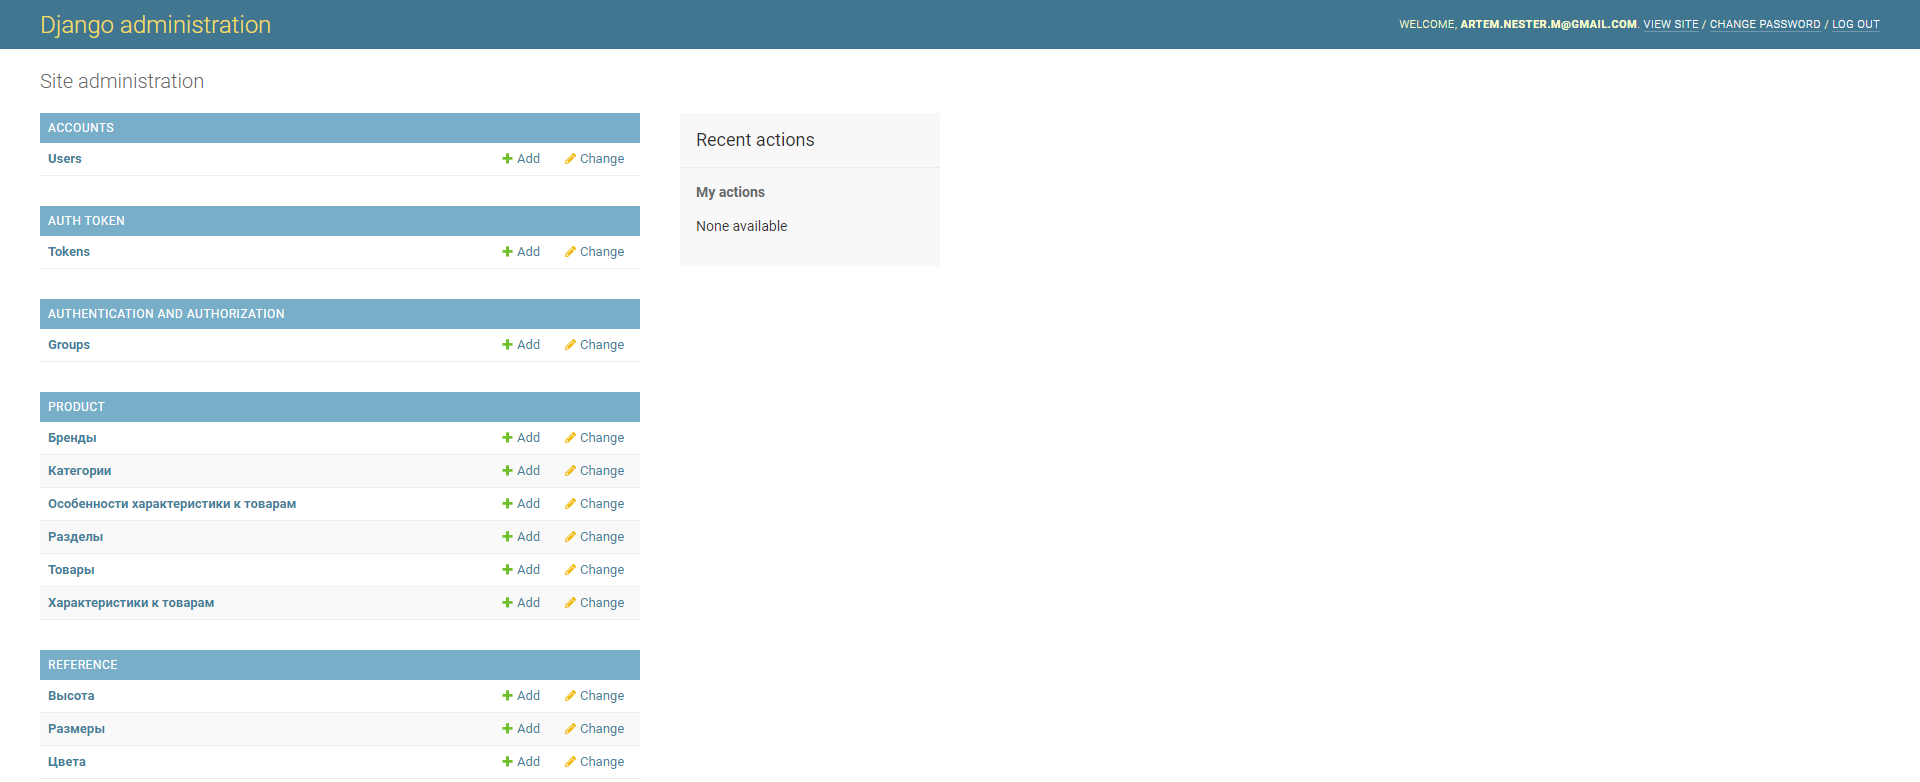 Django administration
WELCOME, ARTEM.NESTER.M@GMAIL.COM. VIEW SITE / CHANGE PASSWORD / LOG OUT
Site administration
ACCOUNTS
Users Add Change
AUTH TOKEN
Tokens Add Change
AUTHENTICATION AND AUTHORIZATION
Groups Add Change
PRODUCT
Бренды Add Change
Категории Add Change
Особенности характеристики к товарам Add Change
Разделы Add Change
Товары Add Change
Характеристики к товарам Add Change
REFERENCE
Высота Add Change
Размеры Add Change
Цвета Add Change
Recent actions
My actions
None available